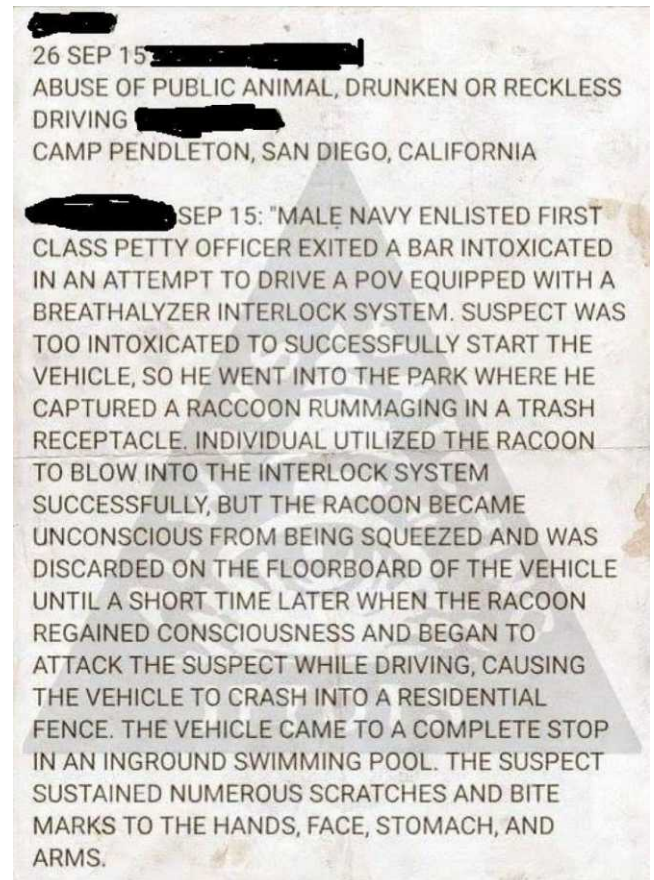 26 SEP 15
ABUSE OF PUBLIC ANIMAL, DRUNKEN OR RECKLESS
DRIVING
CAMP PENDLETON, SAN DIEGO, CALIFORNIA
SEP 15: "MALE NAVY ENLISTED FIRST
CLASS PETTY OFFICER EXITED A BAR INTOXICATED
IN AN ATTEMPT TO DRIVE A POV EQUIPPED WITH A
BREATHALYZER INTERLOCK SYSTEM. SUSPECT WAS
TOO INTOXICATED TO SUCCESSFULLY START THE
VEHICLE, SO HE WENT INTO THE PARK WHERE HE
CAPTURED A RACCOON RUMMAGING IN A TRASH
RECEPTACLE. INDIVIDUAL UTILIZED THE RACOON
TO BLOW INTO THE INTERLOCK SYSTEM
SUCCESSFULLY, BUT THE RACOON BECAME
UNCONSCIOUS FROM BEING SQUEEZED AND WAS
DISCARDED ON THE FLOORBOARD OF THE VEHICLE
UNTIL A SHORT TIME LATER WHEN THE RACOON
REGAINED CONSCIOUSNESS AND BEGAN TO
ATTACK THE SUSPECT WHILE DRIVING, CAUSING
THE VEHICLE TO CRASH INTO A RESIDENTIAL
FENCE. THE VEHICLE CAME TO A COMPLETE STOP
IN AN INGROUND SWIMMING POOL. THE SUSPECT
SUSTAINED NUMEROUS SCRATCHES AND BITE
MARKS TO THE HANDS, FACE, STOMACH, AND
ARMS.